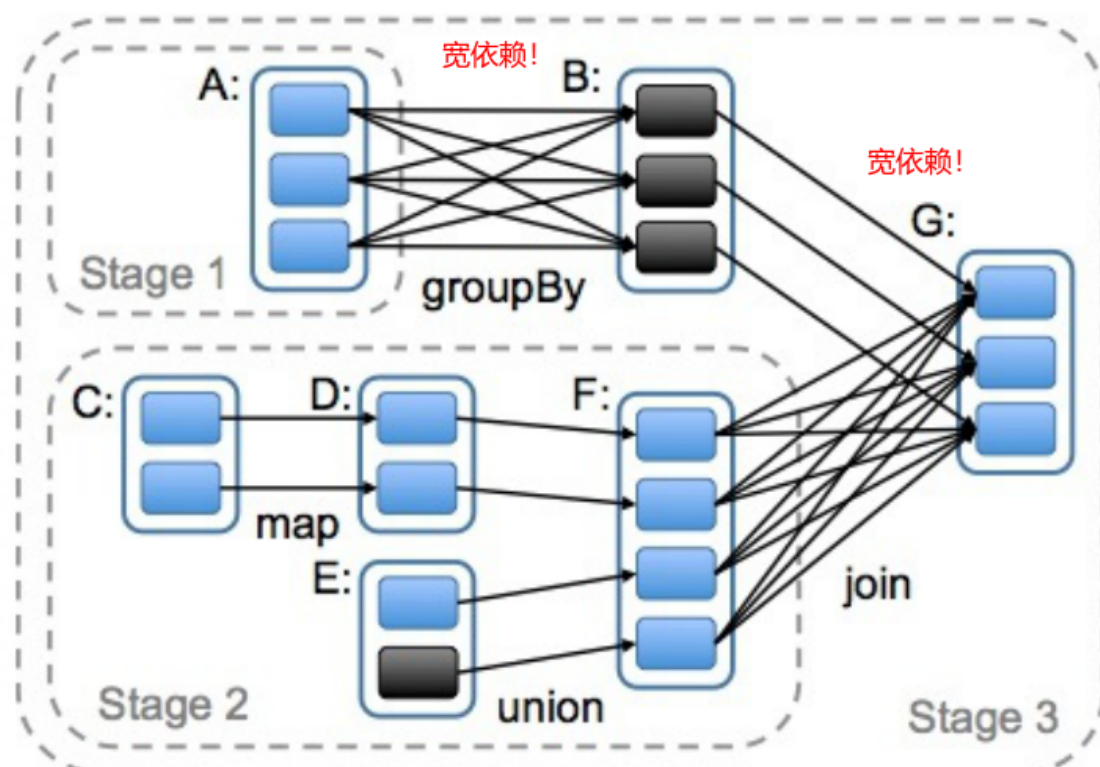 宽依赖!
A:
B:
宽依赖!
G:
Stage 1
groupBy
C:
D:
F:
map
E:
join
Stage 2
union
Stage 3